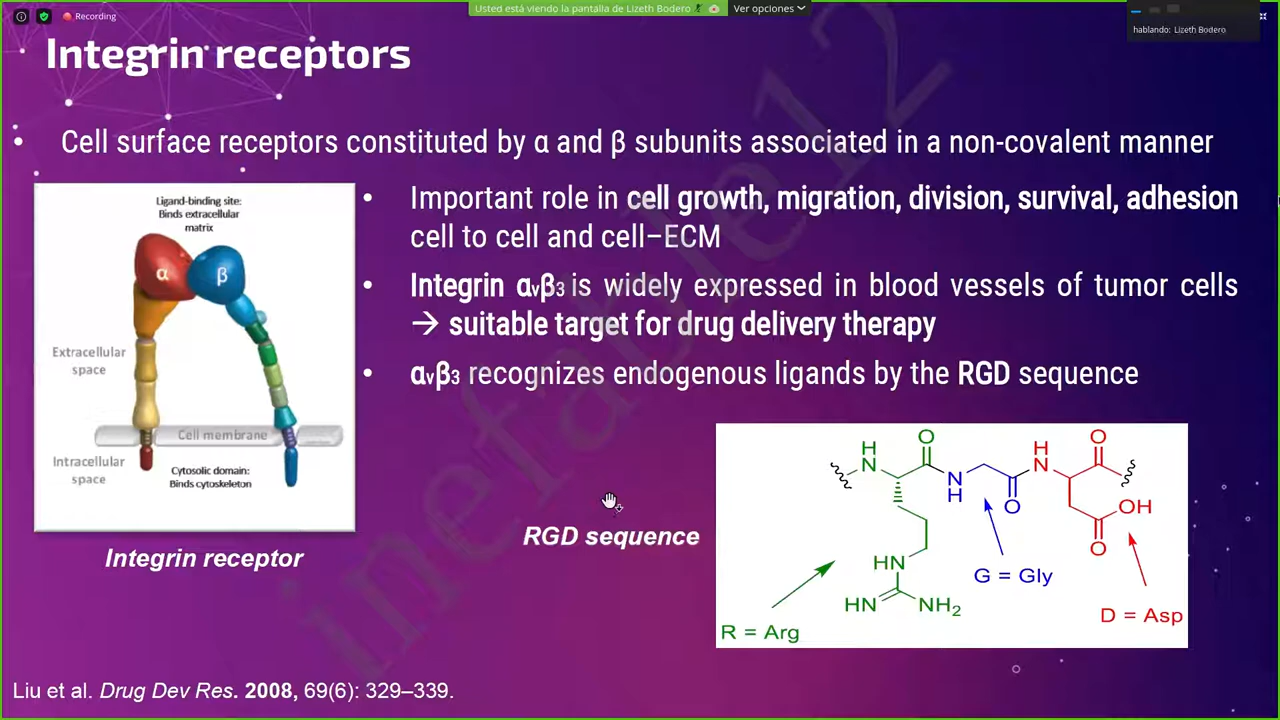 Recording
Usted está viendo la pantalla de Lizeth Bodero
Ver opciones
hablando: Lizeth Bodero
Integrin receptors
• Cell surface receptors constituted by α and β subunits associated in a non-covalent manner
Ligand-binding site:
Binds extracellular
matrix
α
β
Extracellular
space
Cell membrane
Intracellular
space
Cytosolic domain:
Binds cytoskeleton
Integrin receptor
• Important role in cell growth, migration, division, survival, adhesion
cell to cell and cell–ECM
• Integrin αvβ3 is widely expressed in blood vessels of tumor cells
→ suitable target for drug delivery therapy
• αvβ3 recognizes endogenous ligands by the RGD sequence
RGD sequence
H
N
O
N
H
O
H
N
O
OH
O
HN
HN
NH2
R = Arg
G = Gly
D = Asp
Liu et al. Drug Dev Res. 2008, 69(6): 329–339.